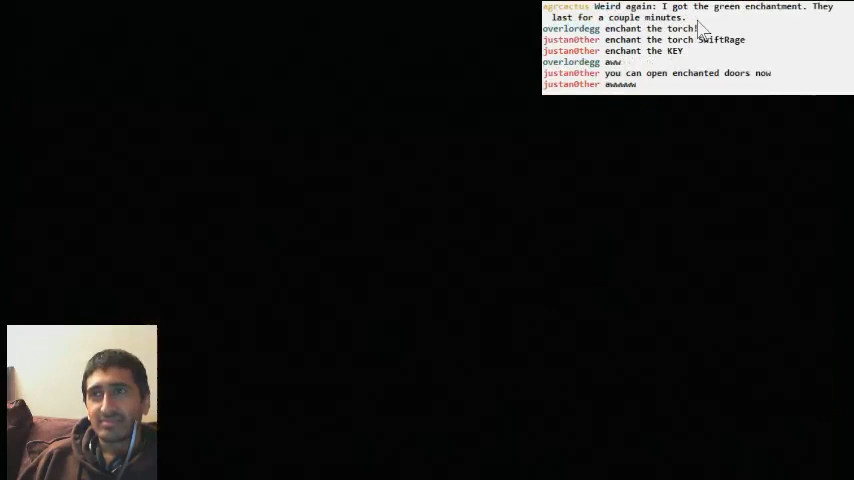 agrcactus Weird again: I got the green enchantment. They
last for a couple minutes.
overlordegg enchant the torch!
justan0ther enchant the torch SwiftRage
justan0ther enchant the KEY
overlordegg aww
justan0ther you can open enchanted doors now
justan0ther awwwww